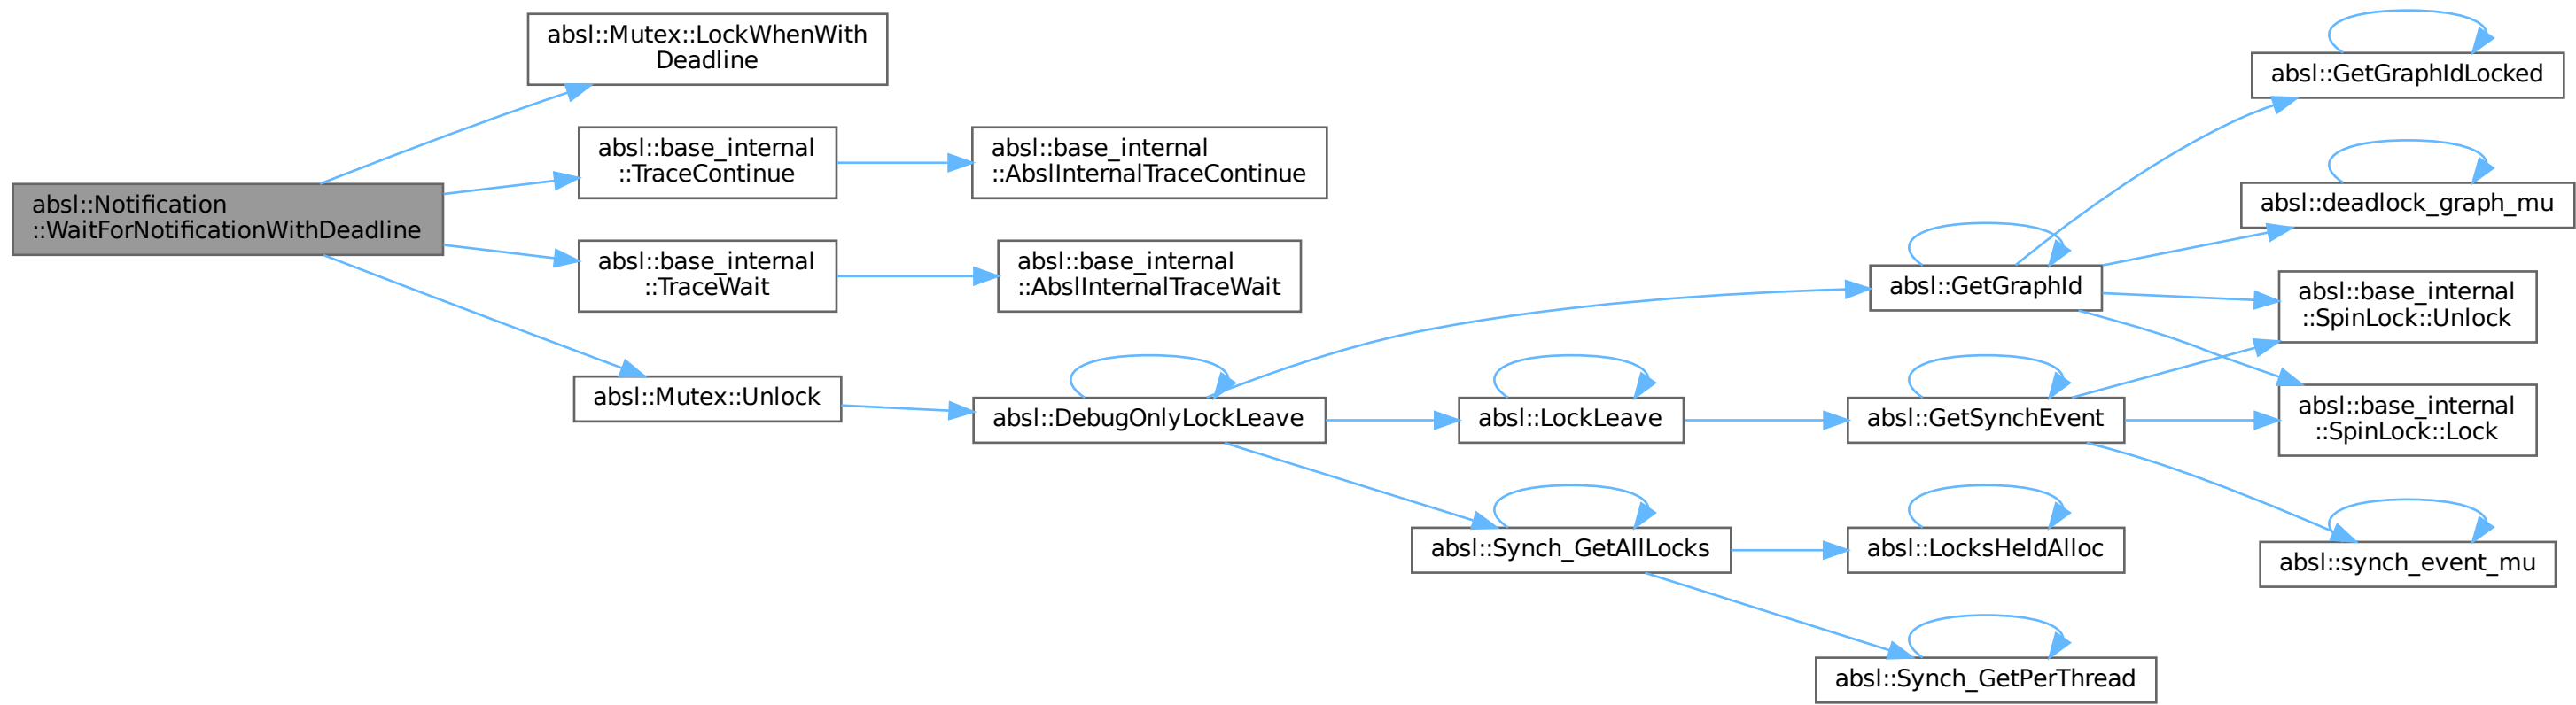 absl::Notification
::WaitForNotificationWithDeadline
absl::Mutex::LockWhenWith
Deadline
absl::base_internal
::TraceContinue
absl::base_internal
::AbslInternalTraceContinue
absl::base_internal
::TraceWait
absl::base_internal
::AbslInternalTraceWait
absl::Mutex::Unlock
absl::DebugOnlyLockLeave
absl::GetGraphId
absl::GetGraphIdLocked
absl::deadlock_graph_mu
absl::base_internal
::SpinLock::Unlock
absl::base_internal
::SpinLock::Lock
absl::LockLeave
absl::GetSynchEvent
absl::synch_event_mu
absl::Synch_GetAllLocks
absl::LocksHeldAlloc
absl::Synch_GetPerThread